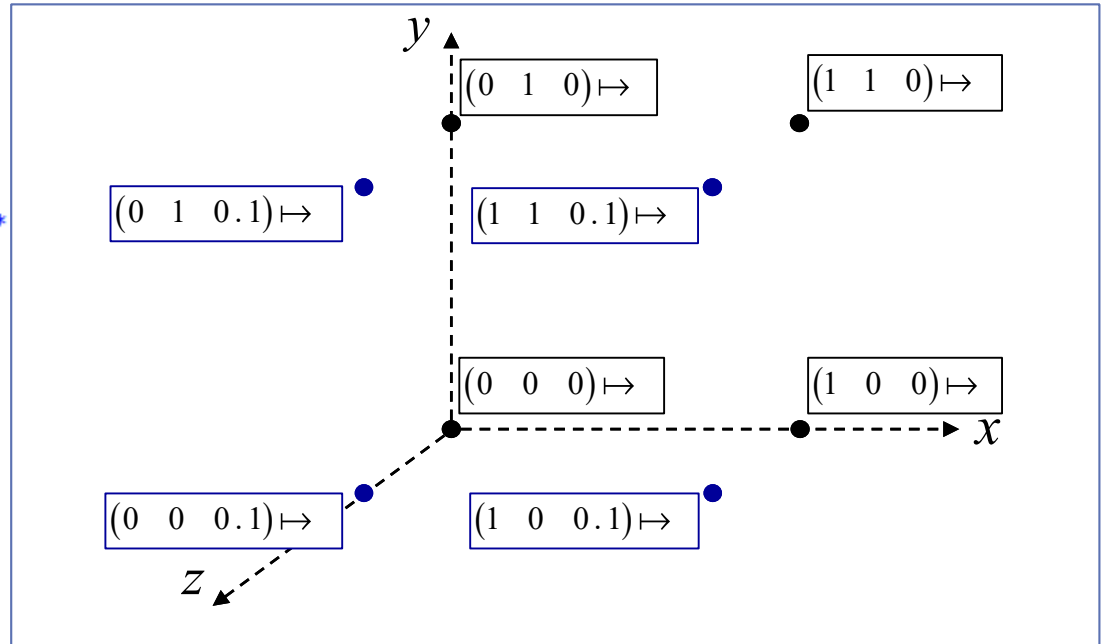 y
(0 1 0)↦
(1 1 0)↦
(0 1 0.1)↦
(1 1 0.1)↦
*
(0 0 0)↦
(1 0 0)↦
x
(0 0 0.1)↦
(1 0 0.1)↦
z